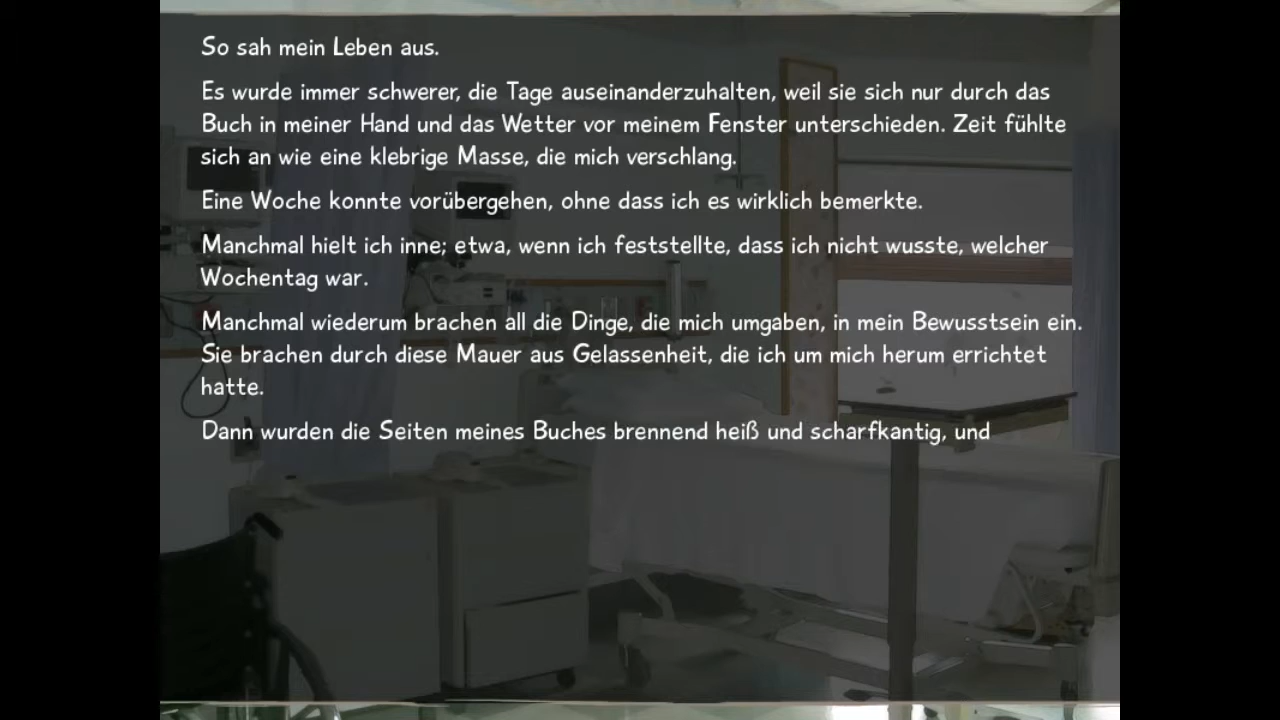 So sah mein Leben aus.
Es wurde immer schwerer, die Tage auseinanderzuhalten, weil sie sich nur durch das
Buch in meiner Hand und das Wetter vor meinem Fenster unterschieden. Zeit fühlte
sich an wie eine klebrige Masse, die mich verschlang.
Eine Woche konnte vorübergehen, ohne dass ich es wirklich bemerkte.
Manchmal hielt ich inne; etwa, wenn ich feststellte, dass ich nicht wusste, welcher
Wochentag war.
Manchmal wiederum brachen all die Dinge, die mich umgaben, in mein Bewusstsein ein.
Sie brachen durch diese Mauer aus Gelassenheit, die ich um mich herum errichtet
hatte.
Dann wurden die Seiten meines Buches brennend heiß und scharfkantig, und